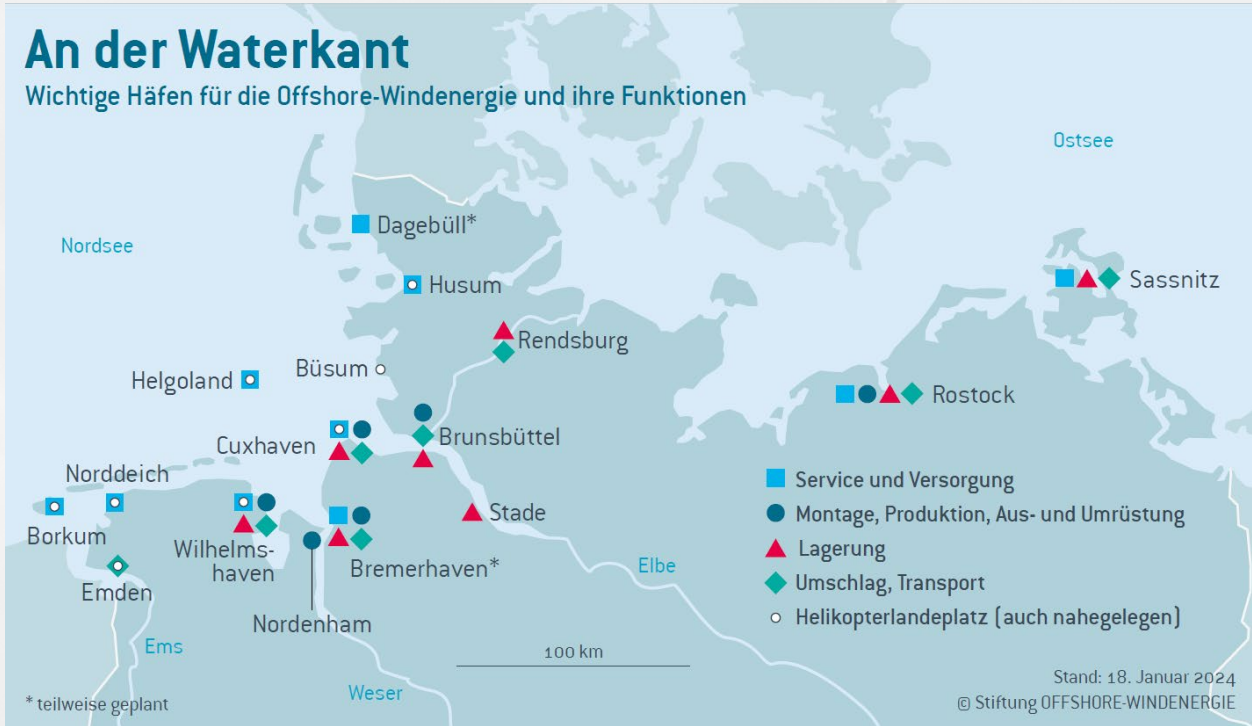 An der Waterkant
Wichtige Häfen für die Offshore-Windenergie und ihre Funktionen
Ostsee
Nordsee
Dagebüll*
Husum
Sassnitz
Rendsburg
Büsum
Helgoland
Rostock
Cuxhaven
Brunsbüttel
Norddeich
Borkum
Stade
Wilhelms-
haven
Bremerhaven*
Emden
Nordenham
Elbe
Ems
Weser
Service und Versorgung
Montage, Produktion, Aus- und Umrüstung
Lagerung
Umschlag, Transport
Helikopterlandeplatz (auch nahegelegen)
100 km
* teilweise geplant
Stand: 18. Januar 2024
© Stiftung OFFSHORE-WINDENERGIE